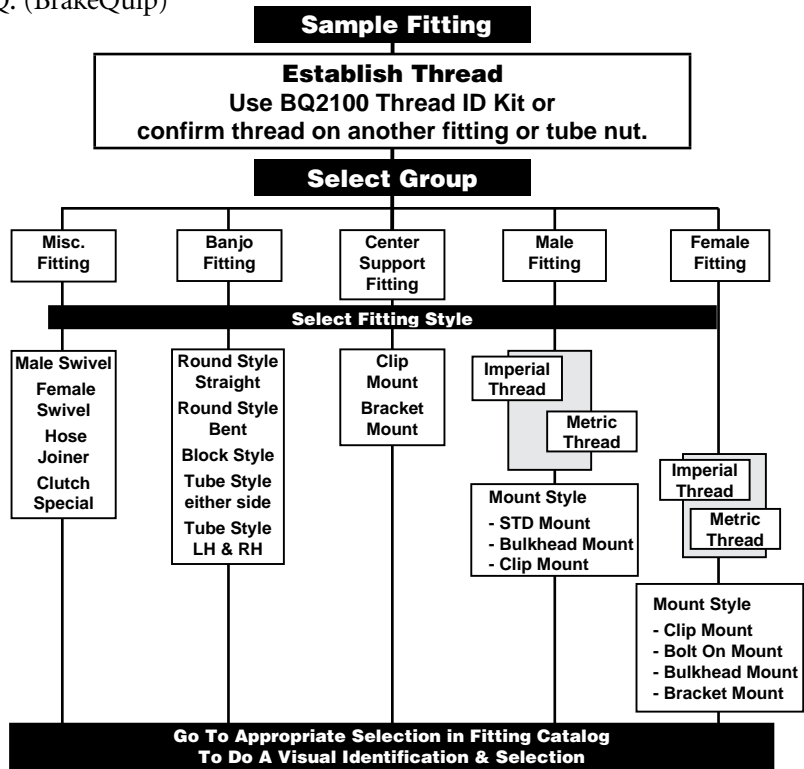 Q. (BrakeQuip)
Sample Fitting
Establish Thread
Use BQ2100 Thread ID Kit or
confirm thread on another fitting or tube nut.
Select Group
Misc.
Fitting
Banjo
Fitting
Center
Support
Fitting
Male
Fitting
Female
Fitting
Select Fitting Style
Male Swivel
Female
Swivel
Hose
Joiner
Clutch
Special
Round Style
Straight
Round Style
Bent
Block Style
Tube Style
either side
Tube Style
LH & RH
Clip
Mount
Bracket
Mount
Imperial
Thread
Metric
Thread
Mount Style
- STD Mount
- Bulkhead Mount
- Clip Mount
Imperial
Thread
Metric
Thread
Mount Style
- Clip Mount
- Bolt On Mount
- Bulkhead Mount
- Bracket Mount
Go To Appropriate Selection in Fitting Catalog
To Do A Visual Identification & Selection